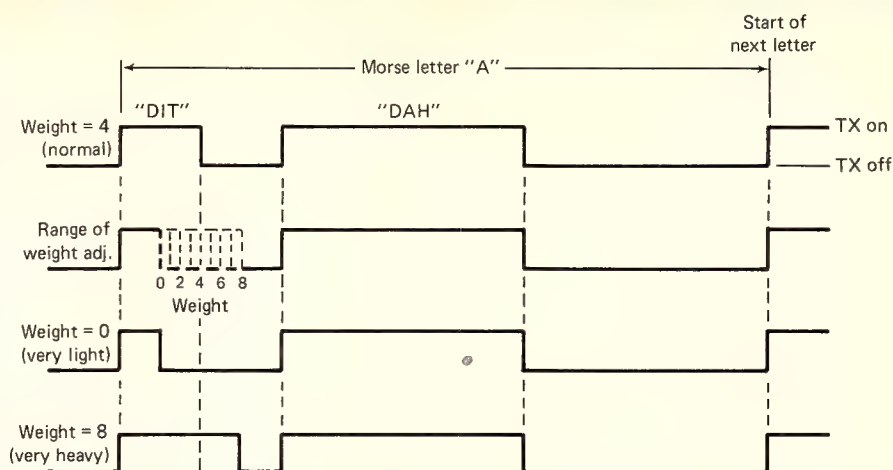 Start of
next letter
Morse letter "A"
"DIT"
"DAH"
Weight = 4
(normal)
TX on
TX off
Range of
weight adj.
0 2 4 6 8
Weight
Weight = 0
(very light)
Weight = 8
(very heavy)